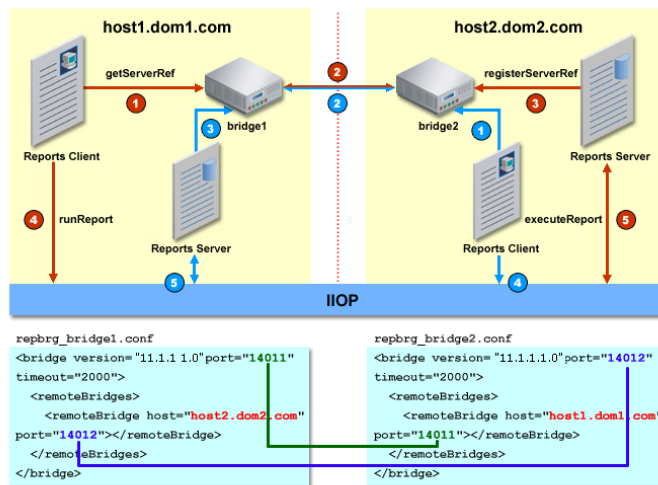 host1.dom1.com
host2.dom2.com
getServerRef
registerServerRef
1
2
2
3
3
1
bridge1
bridge2
Reports Client
Reports Server
4
runReport
Reports Server
Reports Client
executeReport
5
5
4
IIOP
repbrg_bridge1.conf
<bridge version= "11.1.1 1.0"port="14011"
timeout="2000">
<remoteBridges>
<remoteBridge host="host2.dom2.com"
port="14012"></remoteBridge>
</remoteBridges>
</bridge>
repbrg_bridge2.conf
<bridge version= "11.1.1.1.0"port="14012"
timeout="2000">
<remoteBridges>
<remoteBridge host="host1.dom1.com"
port="14011"></remoteBridge>
</remoteBridges>
</bridge>